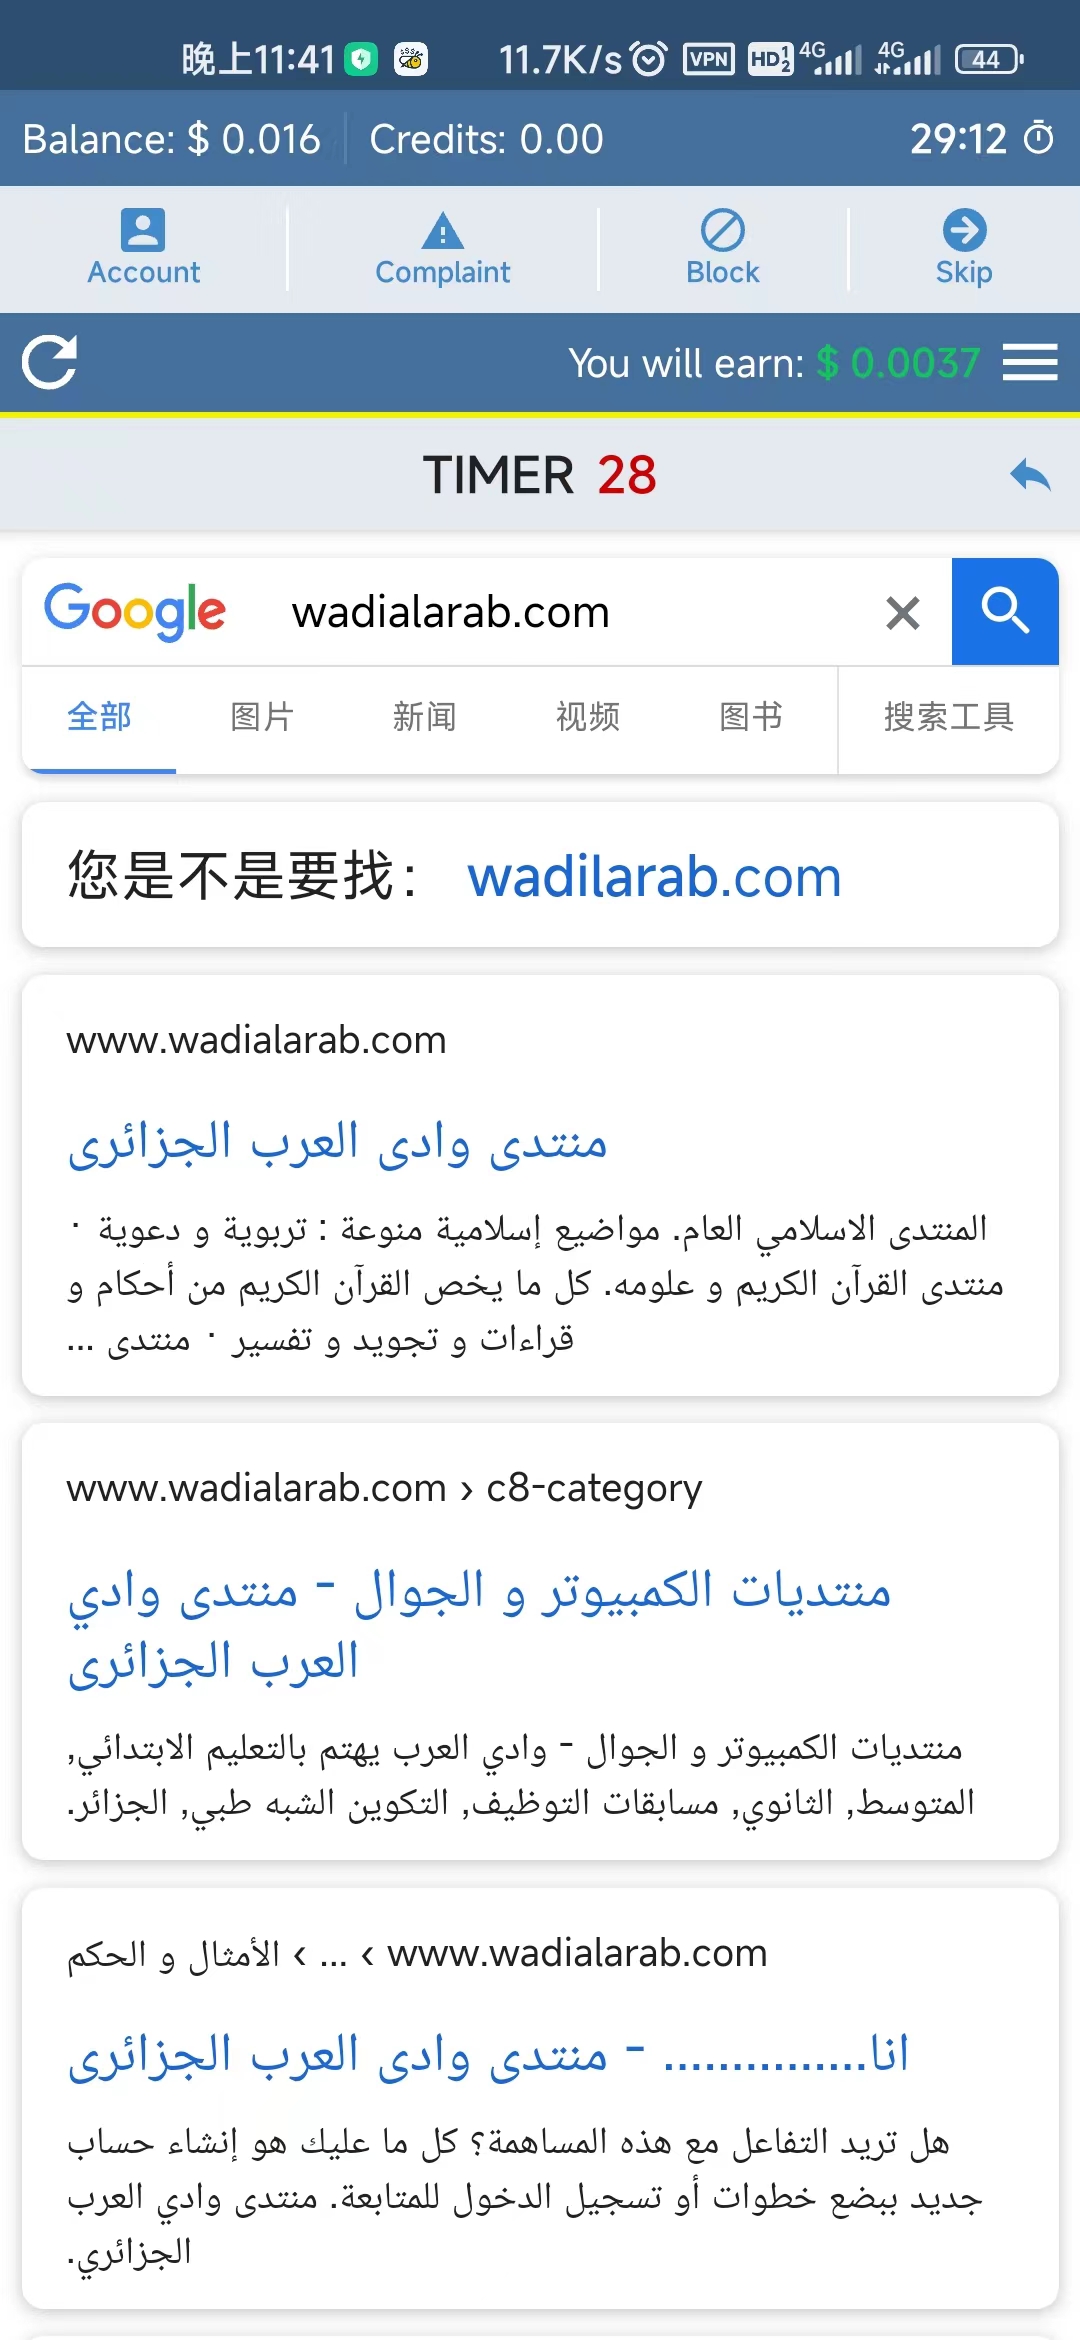 晚上11:41 11.7K/s VPN HD 1 2 4G 4G 44
Balance: $ 0.016 Credits: 0.00 29:12
Account Complaint Block Skip
You will earn: $ 0.0037
TIMER 28
Google wadialarab.com
全部 图片 新闻 视频 图书 搜索工具
您是不是要找： wadilarab.com
www.wadialarab.com
منتدى وادى العرب الجزائرى
المنتدى الاسلامي العام. مواضيع إسلامية منوعة : تربوية و دعوية ·
منتدى القرآن الكريم و علومه. كل ما يخص القرآن الكريم من أحكام و
قراءات و تجويد و تفسير · منتدى ...
www.wadialarab.com › c8-category
منتديات الكمبيوتر و الجوال - منتدى وادي
العرب الجزائرى
منتديات الكمبيوتر و الجوال - وادي العرب يهتم بالتعليم الابتدائي,
المتوسط, الثانوي, مسابقات التوظيف, التكوين الشبه طبي, الجزائر.
www.wadialarab.com › ... › الأمثال و الحكم
انا............... - منتدى وادى العرب الجزائرى
هل تريد التفاعل مع هذه المساهمة؟ كل ما عليك هو إنشاء حساب
جديد ببضع خطوات أو تسجيل الدخول للمتابعة. منتدى وادي العرب
الجزائري.